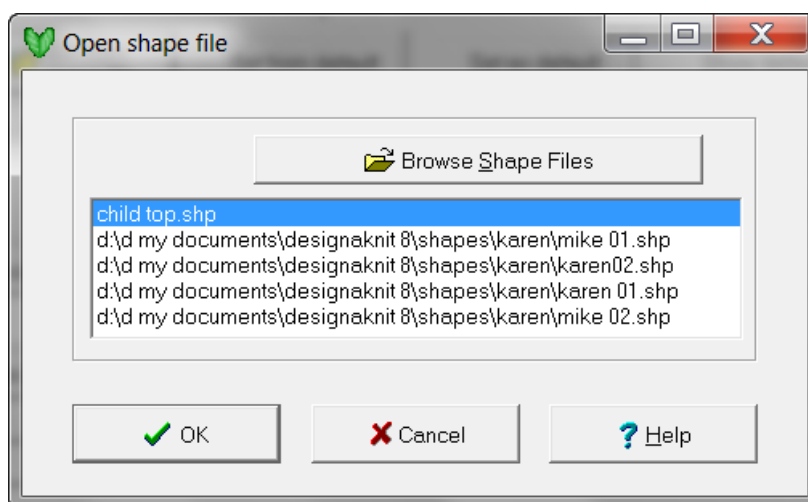 Open shape file
Browse Shape Files
child top.shp
d:\d my documents\designaknit 8\shapes\karen\mike 01.shp
d:\d my documents\designaknit 8\shapes\karen\karen02.shp
d:\d my documents\designaknit 8\shapes\karen\karen 01.shp
d:\d my documents\designaknit 8\shapes\karen\mike 02.shp
OK Cancel Help